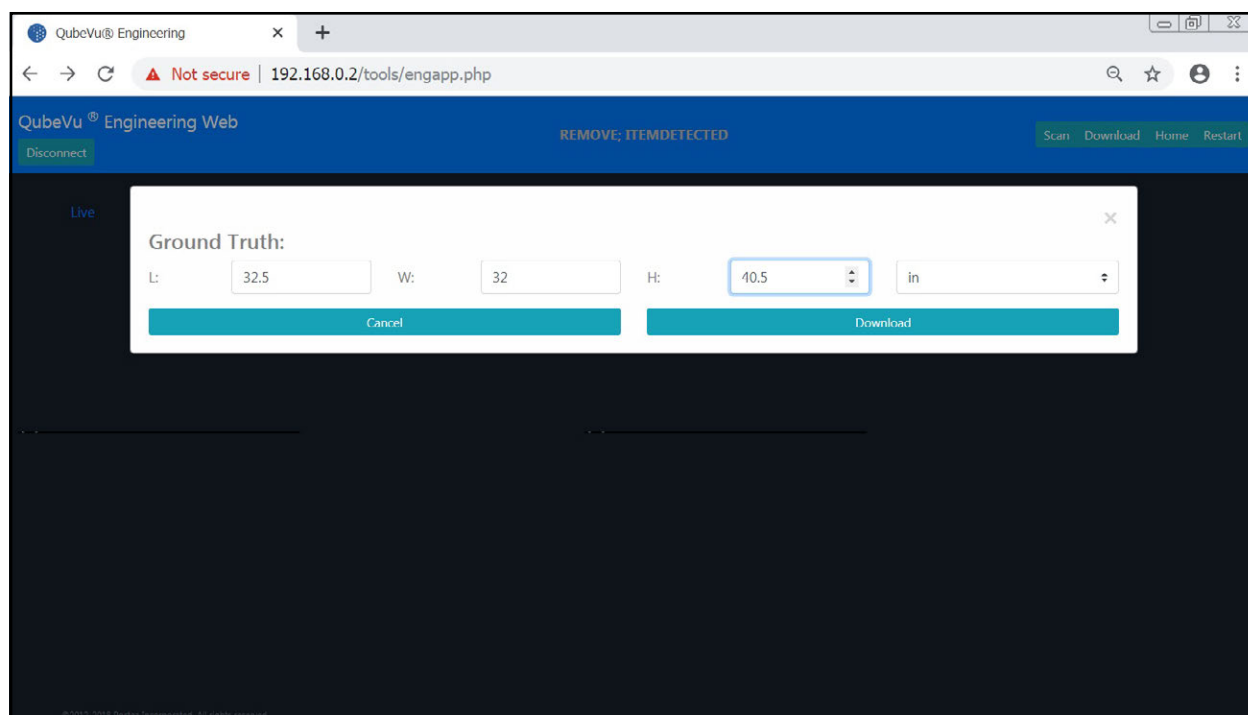 QubeVu® Engineering
Not secure | 192.168.0.2/tools/engapp.php
QubeVu ® Engineering Web
Disconnect
REMOVE; ITEMDETECTED
Scan Download Home Restart
Live
Ground Truth:
L: 32.5 W: 32 H: 40.5 in
Cancel Download